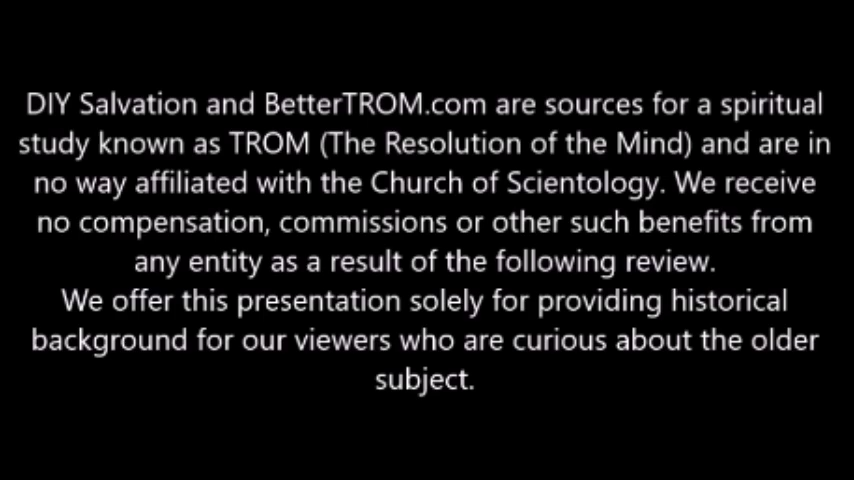 DIY Salvation and BetterTROM.com are sources for a spiritual
study known as TROM (The Resolution of the Mind) and are in
no way affiliated with the Church of Scientology. We receive
no compensation, commissions or other such benefits from
any entity as a result of the following review.
We offer this presentation solely for providing historical
background for our viewers who are curious about the older
subject.